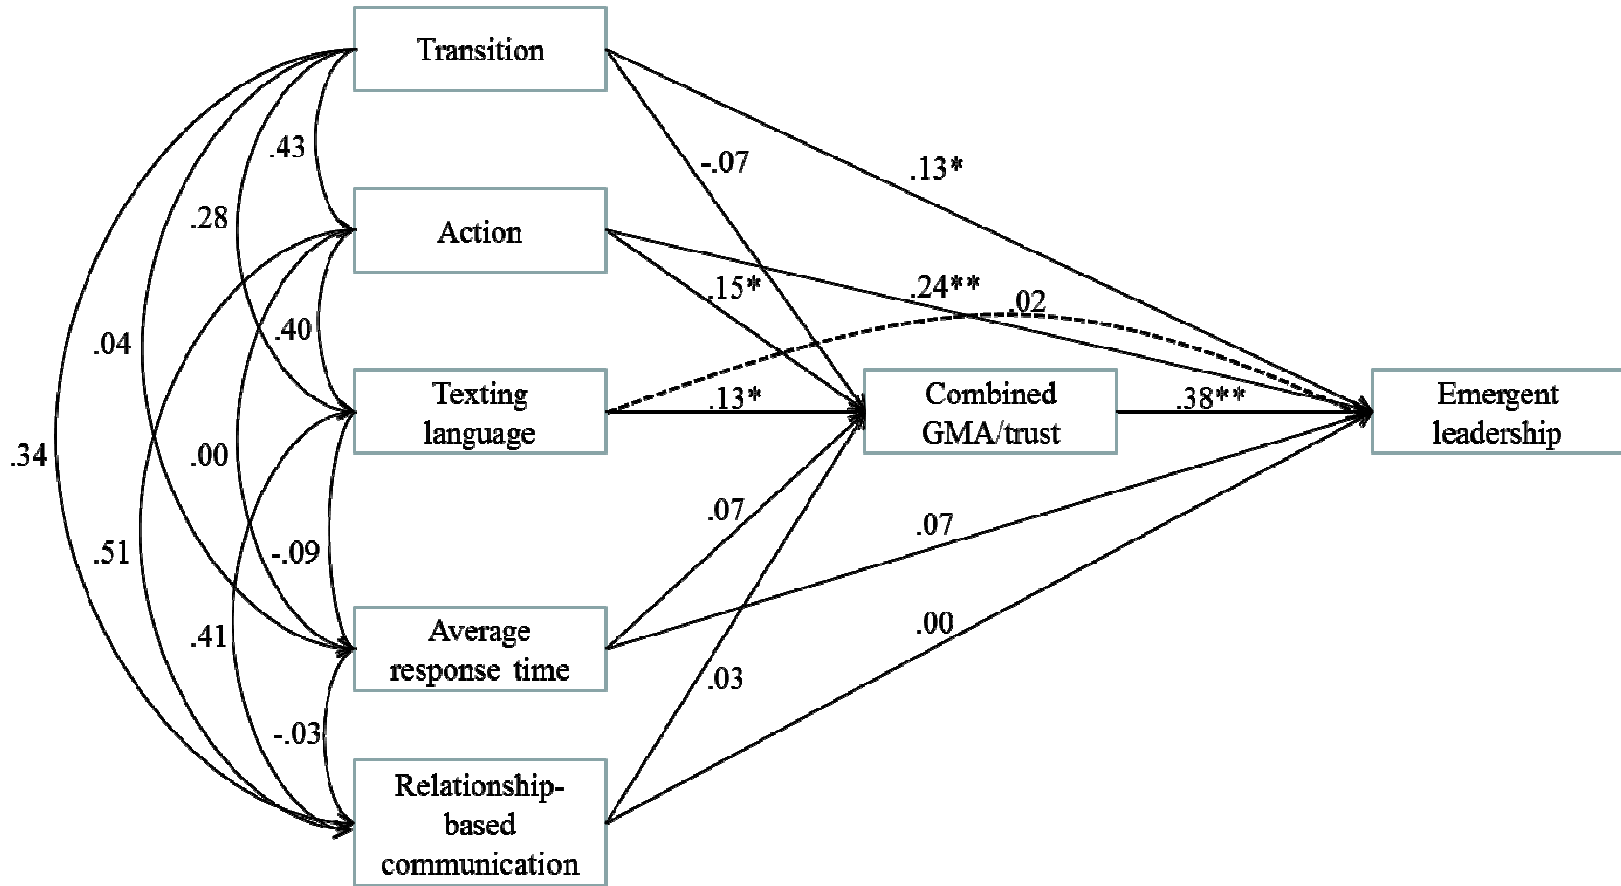 Transition
.43
-.07
.13*
.28
Action
.15*
.24**
.02
.04
.40
Texting
language
.13*
Combined
GMA/trust
.38**
Emergent
leadership
.34
.00
.07
.07
.51
-.09
.41
Average
response time
.00
.03
-.03
Relationship-
based
communication